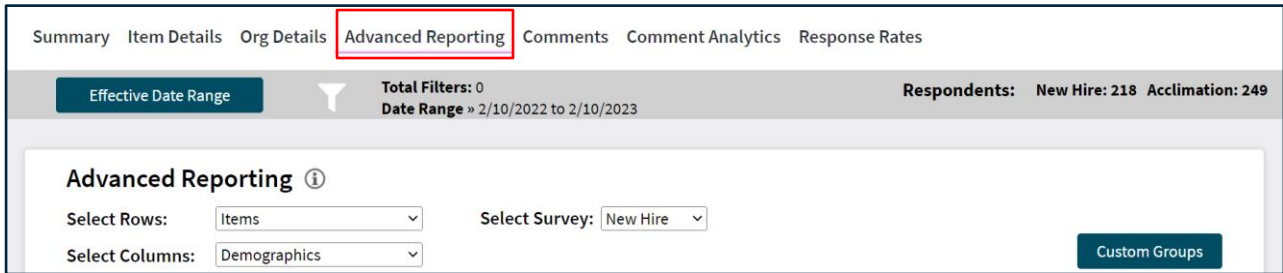 Summary Item Details Org Details Advanced Reporting Comments Comment Analytics Response Rates
Effective Date Range
Total Filters: 0
Date Range » 2/10/2022 to 2/10/2023
Respondents: New Hire: 218 Acclimation: 249
Advanced Reporting
Select Rows: Items Select Survey: New Hire
Select Columns: Demographics
Custom Groups